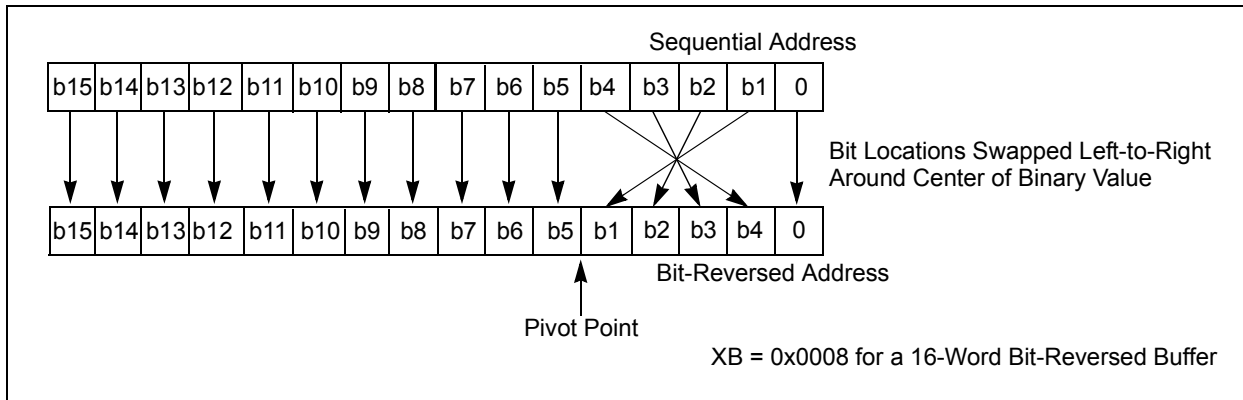 Sequential Address
b15 b14 b13 b12 b11 b10 b9 b8 b7 b6 b5 b4 b3 b2 b1 0
Bit Locations Swapped Left-to-Right
Around Center of Binary Value
b15 b14 b13 b12 b11 b10 b9 b8 b7 b6 b5 b1 b2 b3 b4 0
Bit-Reversed Address
Pivot Point
XB = 0x0008 for a 16-Word Bit-Reversed Buffer